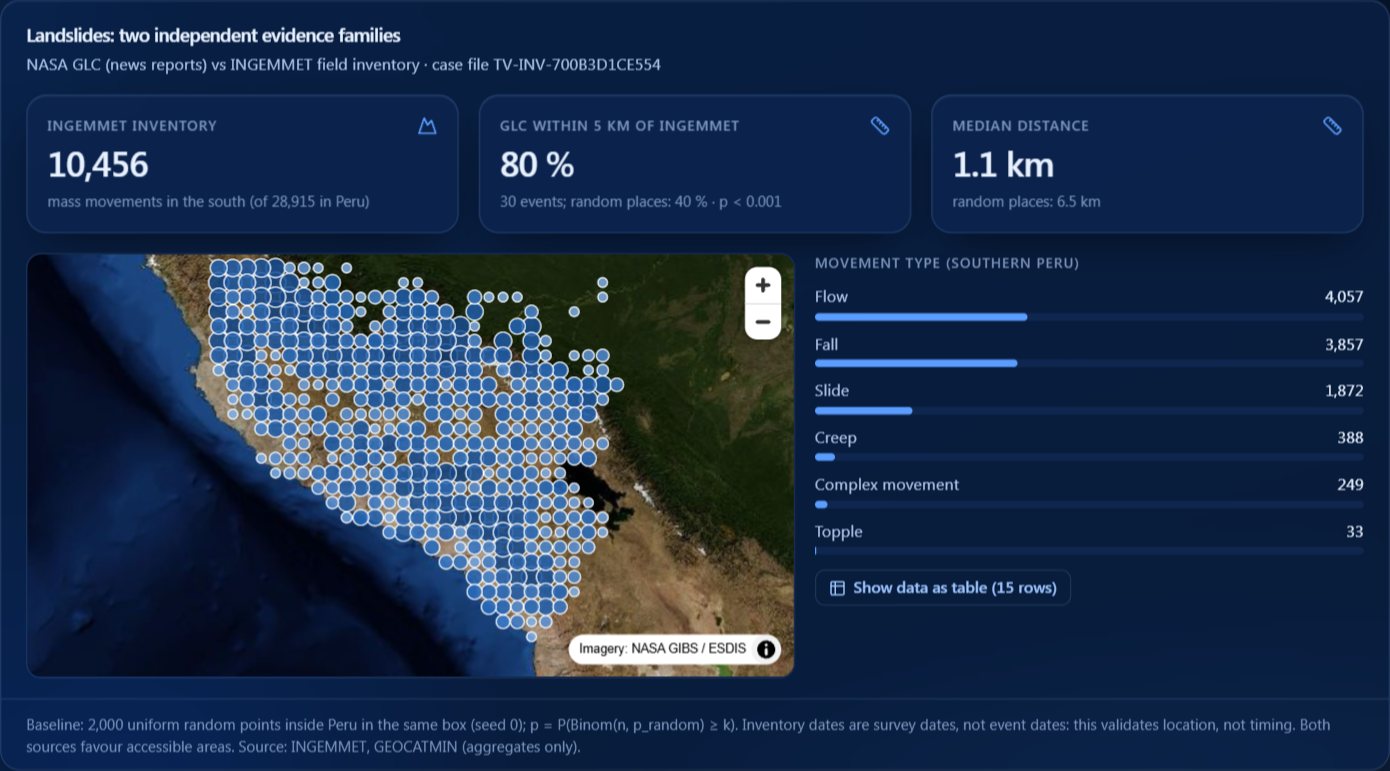 Landslides: two independent evidence families
NASA GLC (news reports) vs INGEMMET field inventory · case file TV-INV-700B3D1CE554
INGEMMET INVENTORY
10,456
mass movements in the south (of 28,915 in Peru)
GLC WITHIN 5 KM OF INGEMMET
80 %
30 events; random places: 40 % · p < 0.001
MEDIAN DISTANCE
1.1 km
random places: 6.5 km
+
−
Imagery: NASA GIBS / ESDIS
MOVEMENT TYPE (SOUTHERN PERU)
Flow 4,057
Fall 3,857
Slide 1,872
Creep 388
Complex movement 249
Topple 33
Show data as table (15 rows)
Baseline: 2,000 uniform random points inside Peru in the same box (seed 0); p = P(Binom(n, p_random) ≥ k). Inventory dates are survey dates, not event dates: this validates location, not timing. Both
sources favour accessible areas. Source: INGEMMET, GEOCATMIN (aggregates only).